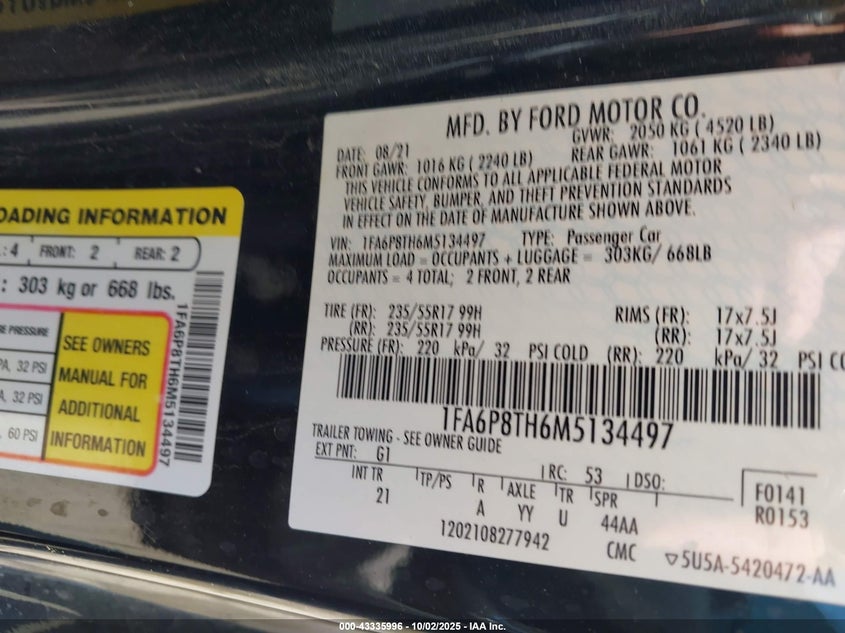 OADING INFORMATION
: 4 FRONT: 2 REAR: 2
: 303 kg or 668 lbs.
RE PRESSURE
PA, 32 PSI
A, 32 PSI
, 60 PSI
SEE OWNERS
MANUAL FOR
ADDITIONAL
INFORMATION
1FA6P8TH6M5134497
MFD. BY FORD MOTOR CO.
DATE: 08/21 GVWR: 2050 KG ( 4520 LB)
FRONT GAWR: 1016 KG ( 2240 LB) REAR GAWR: 1061 KG ( 2340 LB)
THIS VEHICLE CONFORMS TO ALL APPLICABLE FEDERAL MOTOR
VEHICLE SAFETY, BUMPER, AND THEFT PREVENTION STANDARDS
IN EFFECT ON THE DATE OF MANUFACTURE SHOWN ABOVE.
VIN: 1FA6P8TH6M5134497 TYPE: Passenger Car
MAXIMUM LOAD = OCCUPANTS + LUGGAGE = 303KG/ 668LB
OCCUPANTS = 4 TOTAL; 2 FRONT, 2 REAR
TIRE (FR): 235/55R17 99H RIMS (FR): 17x7.5J
(RR): 235/55R17 99H (RR): 17x7.5J
PRESSURE (FR): 220 kPa/ 32 PSI COLD (RR): 220 kPa/ 32 PSI CO
1FA6P8TH6M5134497
TRAILER TOWING - SEE OWNER GUIDE
EXT PNT: G1 RC: 53 DSO:
INT TR TP/PS R AXLE TR SPR
21 A YY U 44AA
F0141
R0153
1202108277942 CMC ▽5U5A-5420472-AA
000-43335996 - 10/02/2025 - IAA Inc.